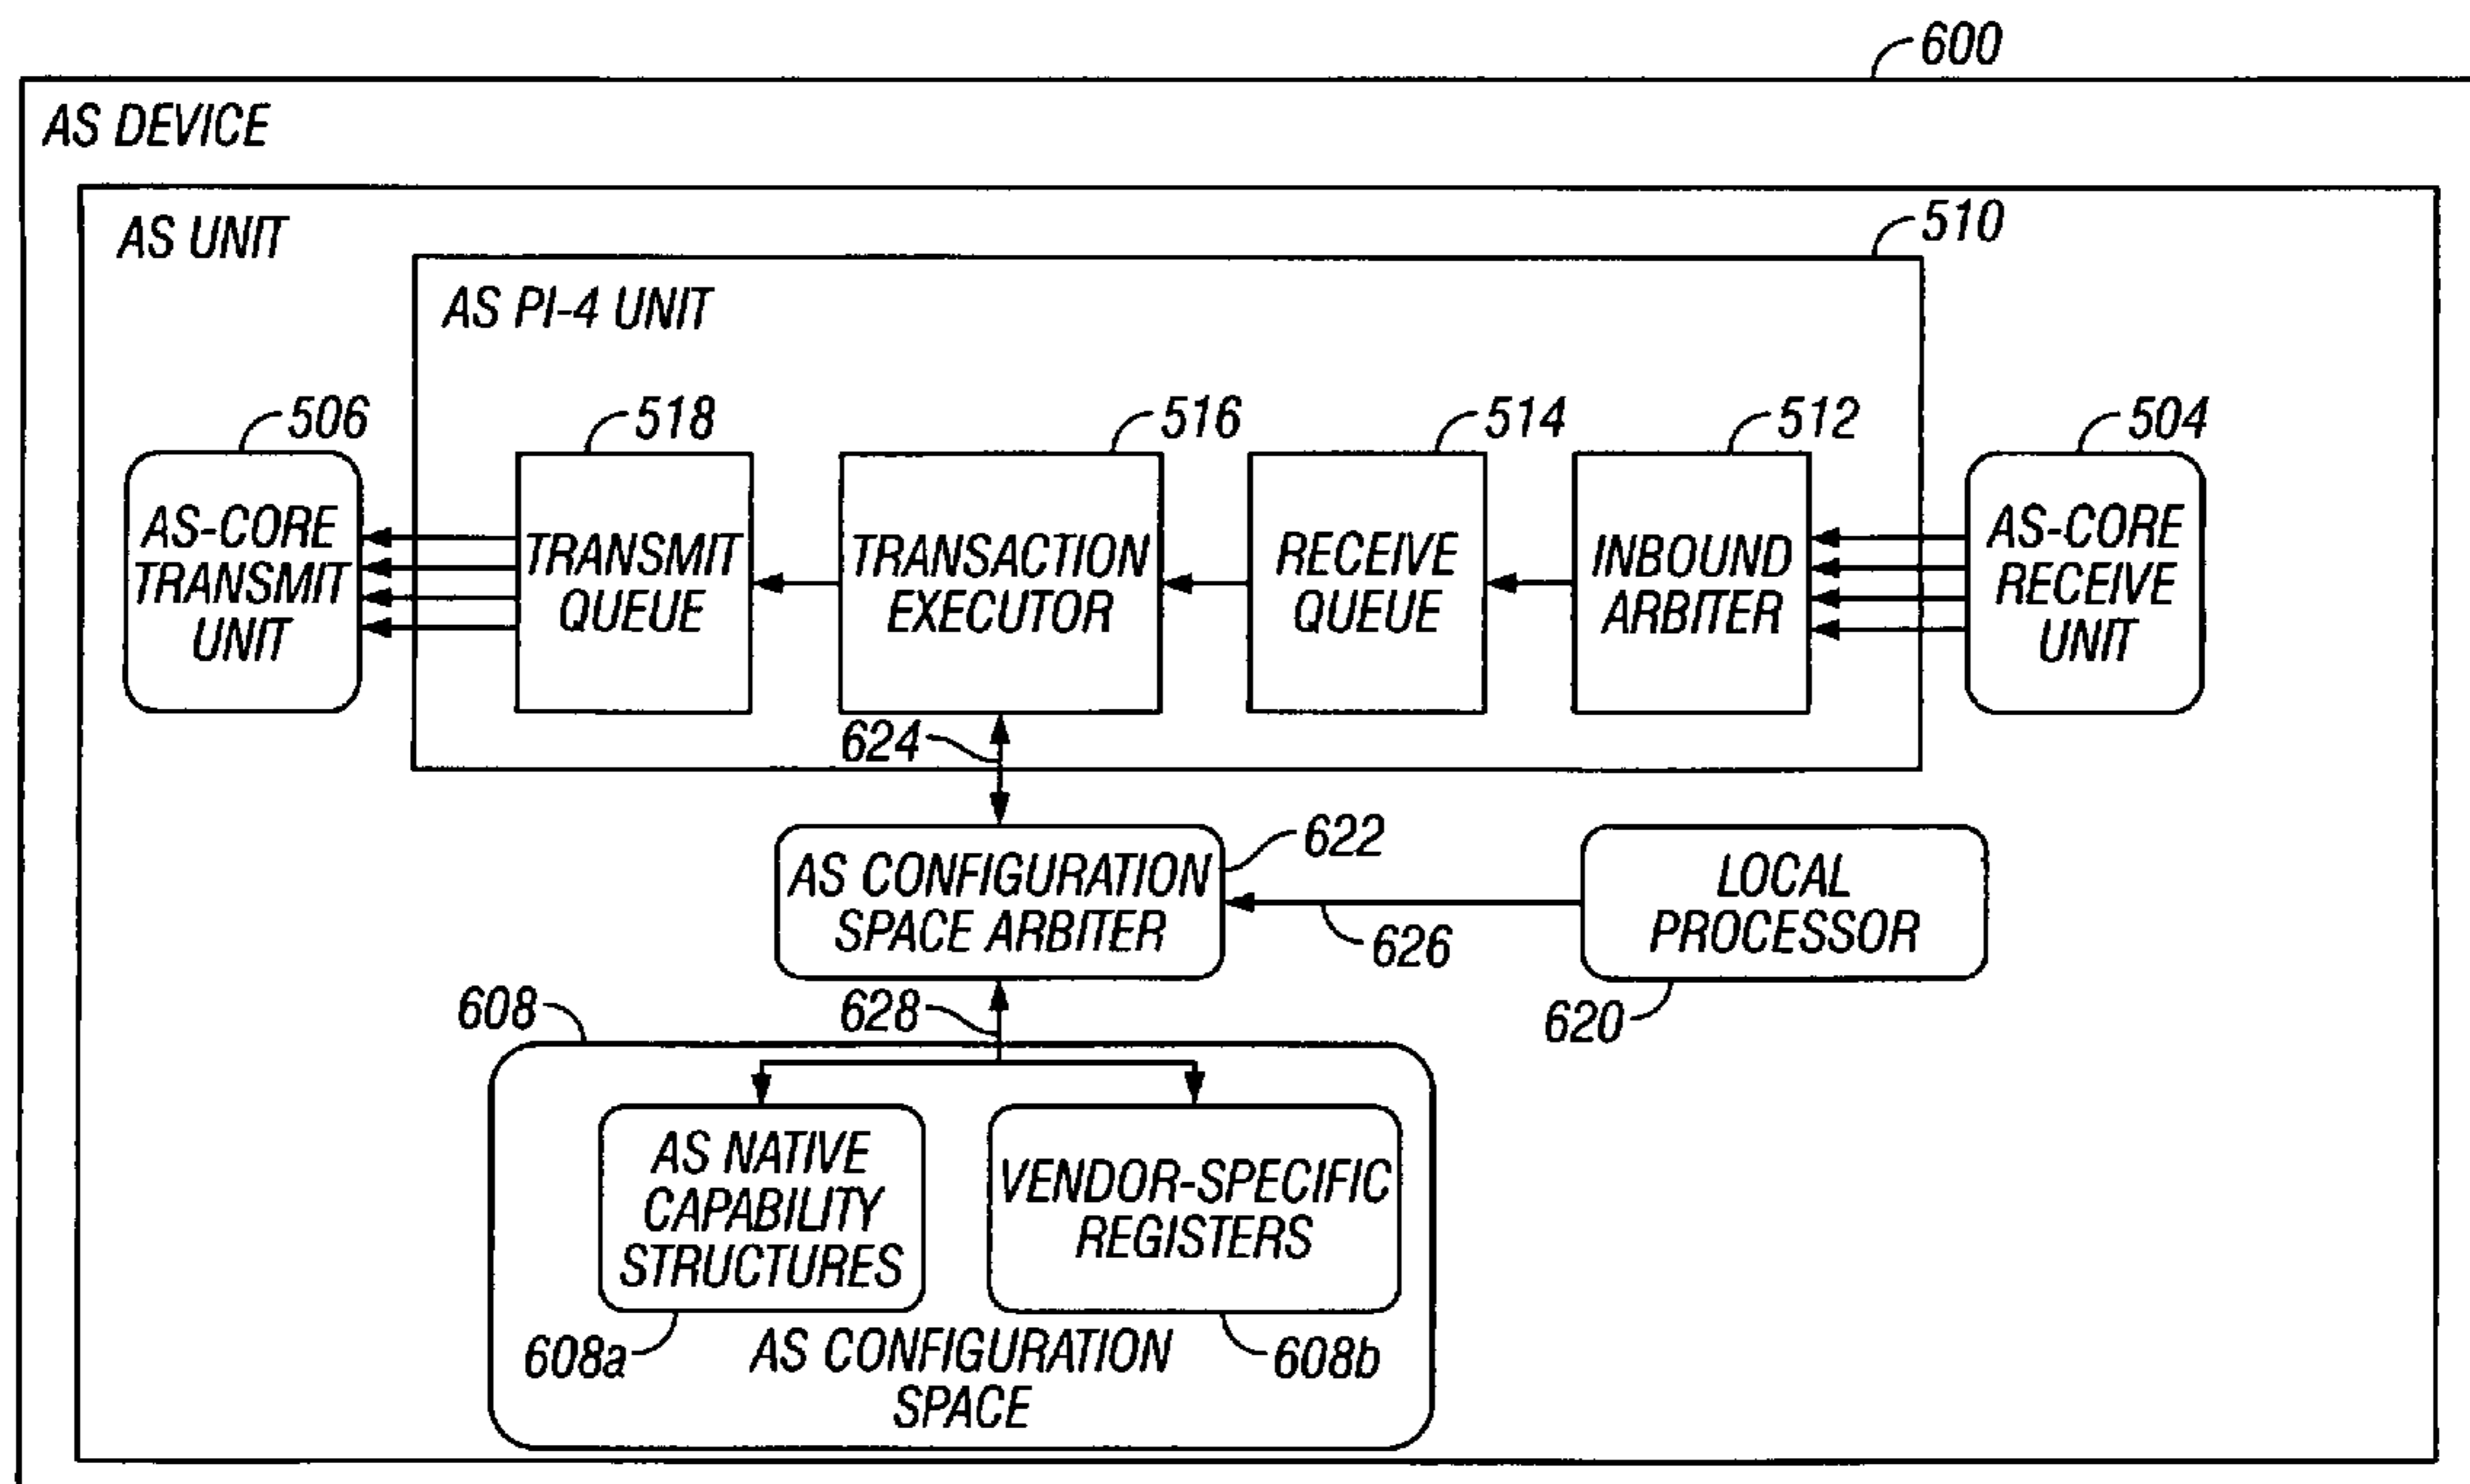 600
AS DEVICE
AS UNIT
510
AS PI-4 UNIT
506
518
516
514
512
504
AS-CORE
TRANSMIT
UNIT
TRANSMIT
QUEUE
TRANSACTION
EXECUTOR
RECEIVE
QUEUE
INBOUND
ARBITER
AS-CORE
RECEIVE
UNIT
624
622
AS CONFIGURATION
SPACE ARBITER
626
LOCAL
PROCESSOR
620
608
628
AS NATIVE
CAPABILITY
STRUCTURES
VENDOR-SPECIFIC
REGISTERS
608a
608b
AS CONFIGURATION
SPACE